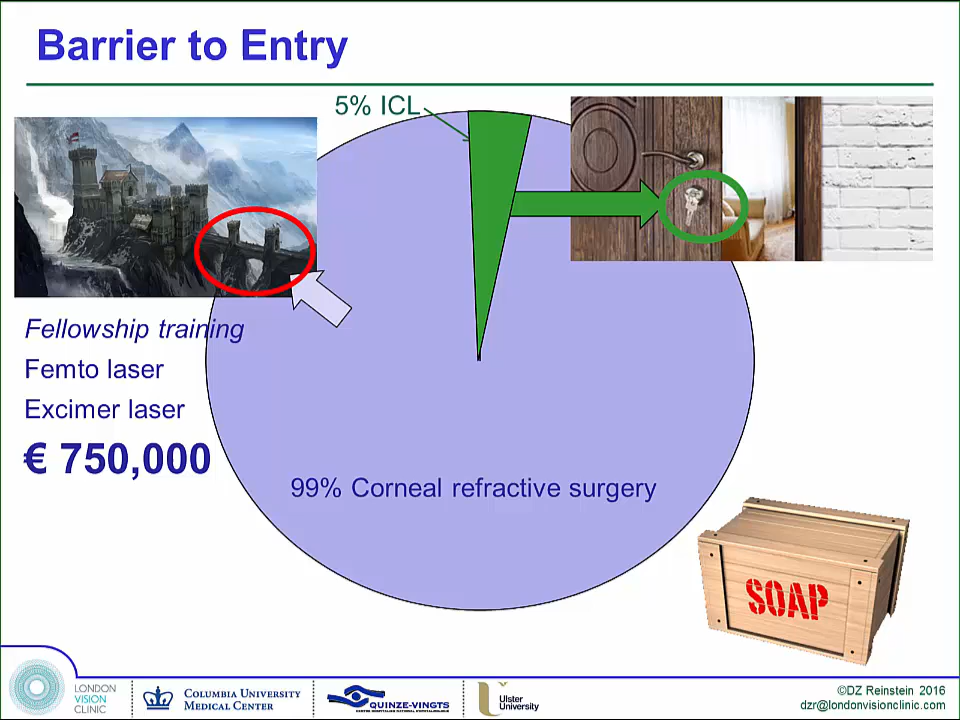 Barrier to Entry
5% ICL
Fellowship training
Femto laser
Excimer laser
€ 750,000
99% Corneal refractive surgery
SOAP
LONDON
VISION
CLINIC
COLUMBIA UNIVERSITY
MEDICAL CENTER
QUINZE-VINGTS
Ulster
University
©DZ Reinstein 2016
dzr@londonvisionclinic.com